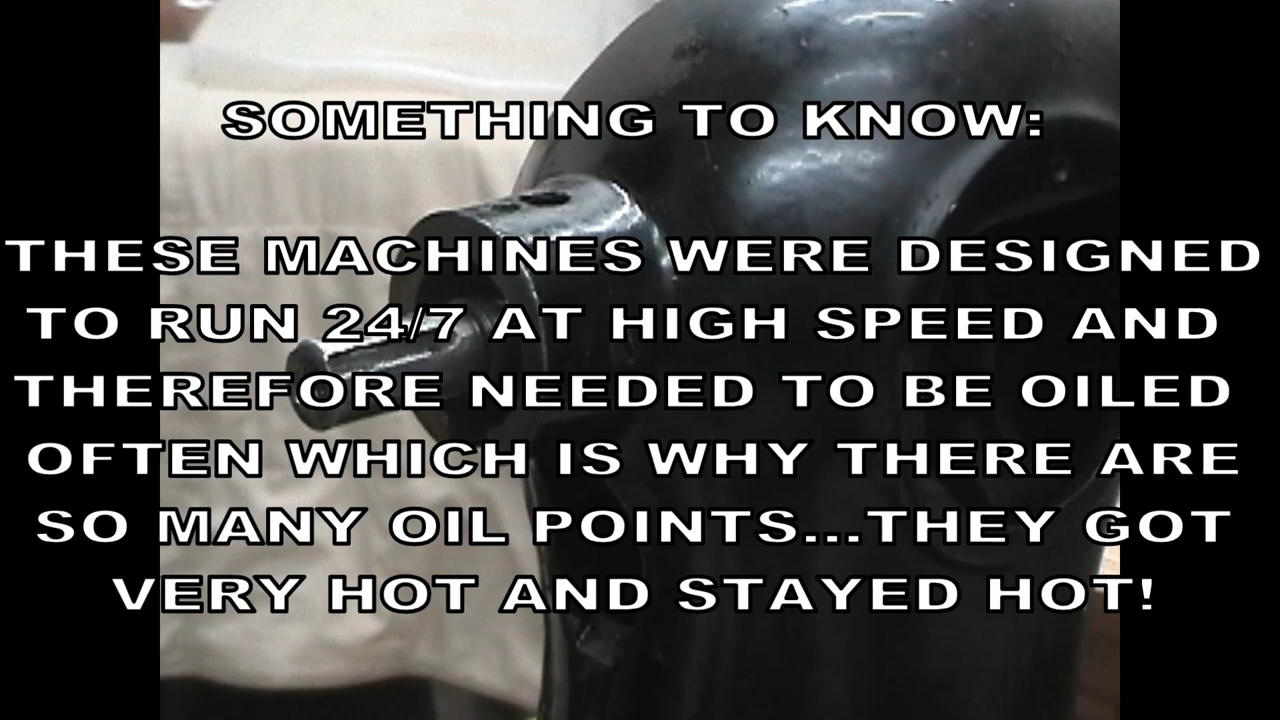 SOMETHING TO KNOW:
THESE MACHINES WERE DESIGNED
TO RUN 24/7 AT HIGH SPEED AND
THEREFORE NEEDED TO BE OILED
OFTEN WHICH IS WHY THERE ARE
SO MANY OIL POINTS...THEY GOT
VERY HOT AND STAYED HOT!